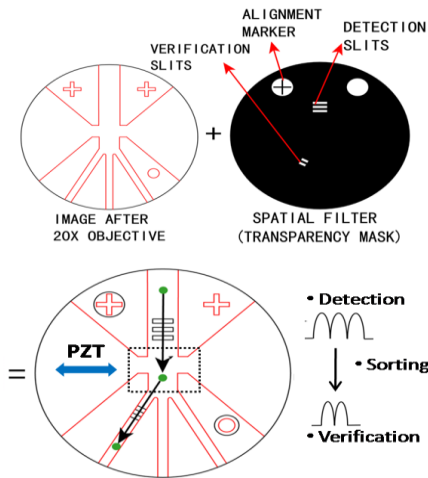 ALIGNMENT
MARKER
DETECTION
SLITS
VERIFICATION
SLITS
+
IMAGE AFTER
20X OBJECTIVE
SPATIAL FILTER
(TRANSPARENCY MASK)
=
PZT
• Detection
• Sorting
• Verification